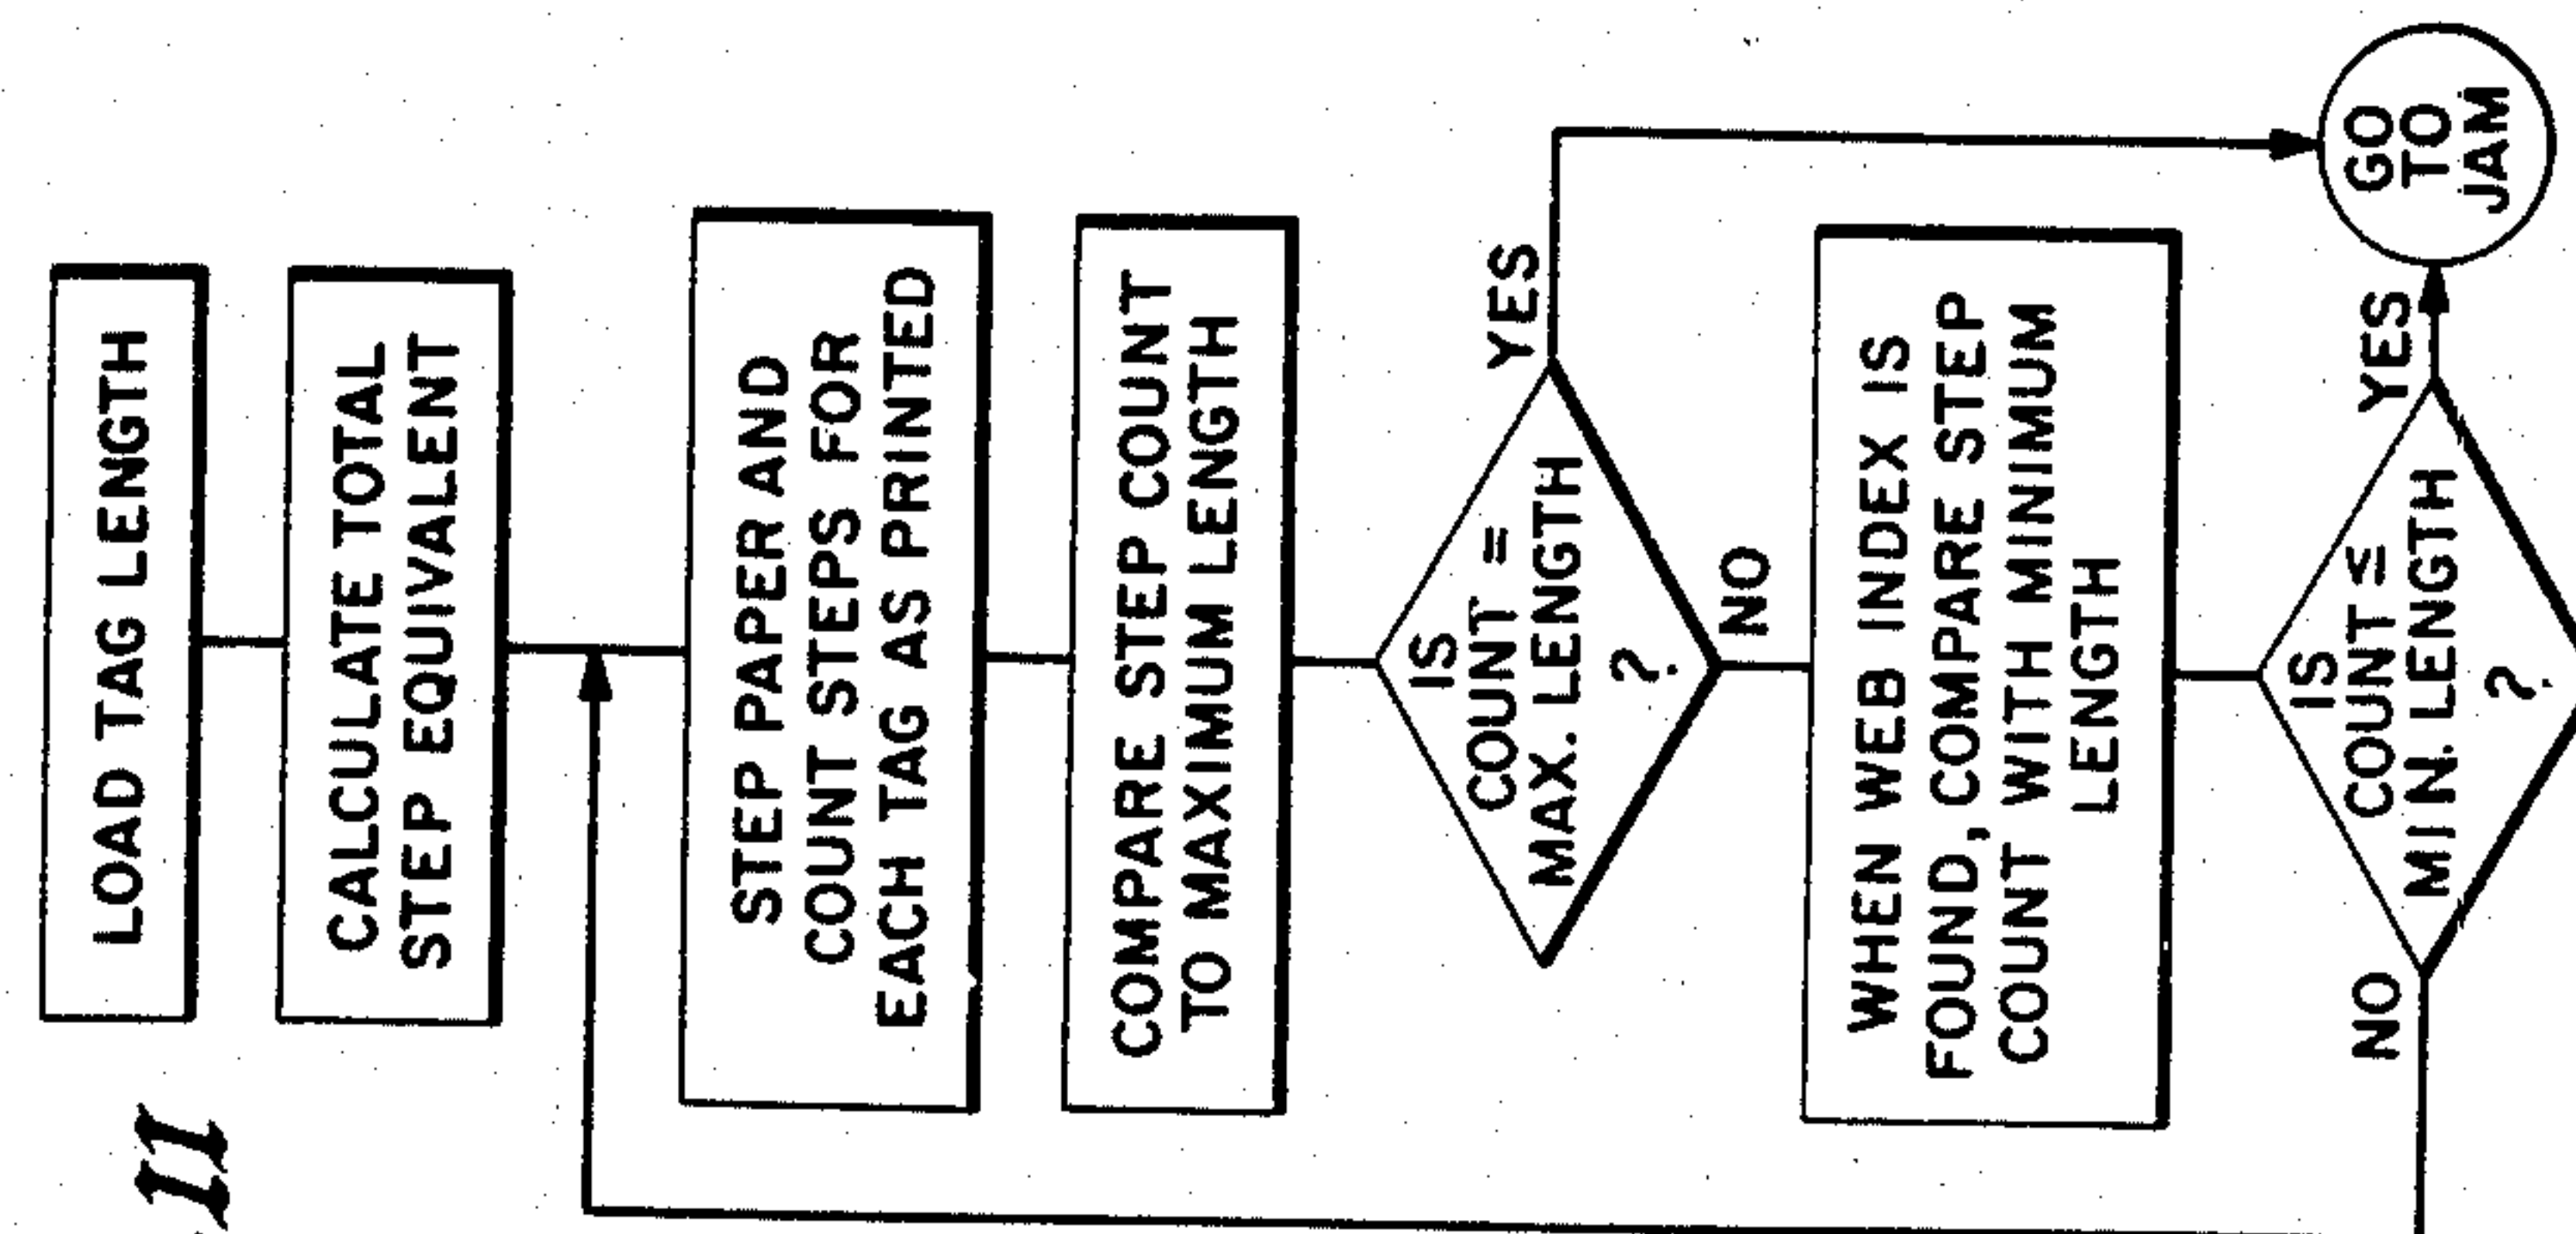 11
LOAD TAG LENGTH
CALCULATE TOTAL
STEP EQUIVALENT
STEP PAPER AND
COUNT STEPS FOR
EACH TAG AS PRINTED
COMPARE STEP COUNT
TO MAXIMUM LENGTH
IS
COUNT =
MAX. LENGTH
?
YES
NO
WHEN WEB INDEX IS
FOUND, COMPARE STEP
COUNT WITH MINIMUM
LENGTH
IS
COUNT ≤
MIN. LENGTH
?
YES
NO
GO
TO
JAM